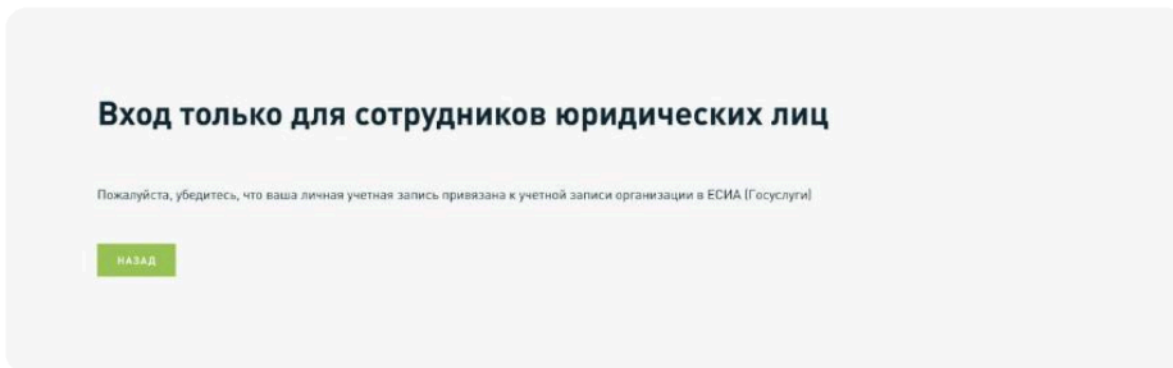 Вход только для сотрудников юридических лиц
Пожалуйста, убедитесь, что ваша личная учетная запись привязана к учетной записи организации в ЕСИА (Госуслуги)
НАЗАД